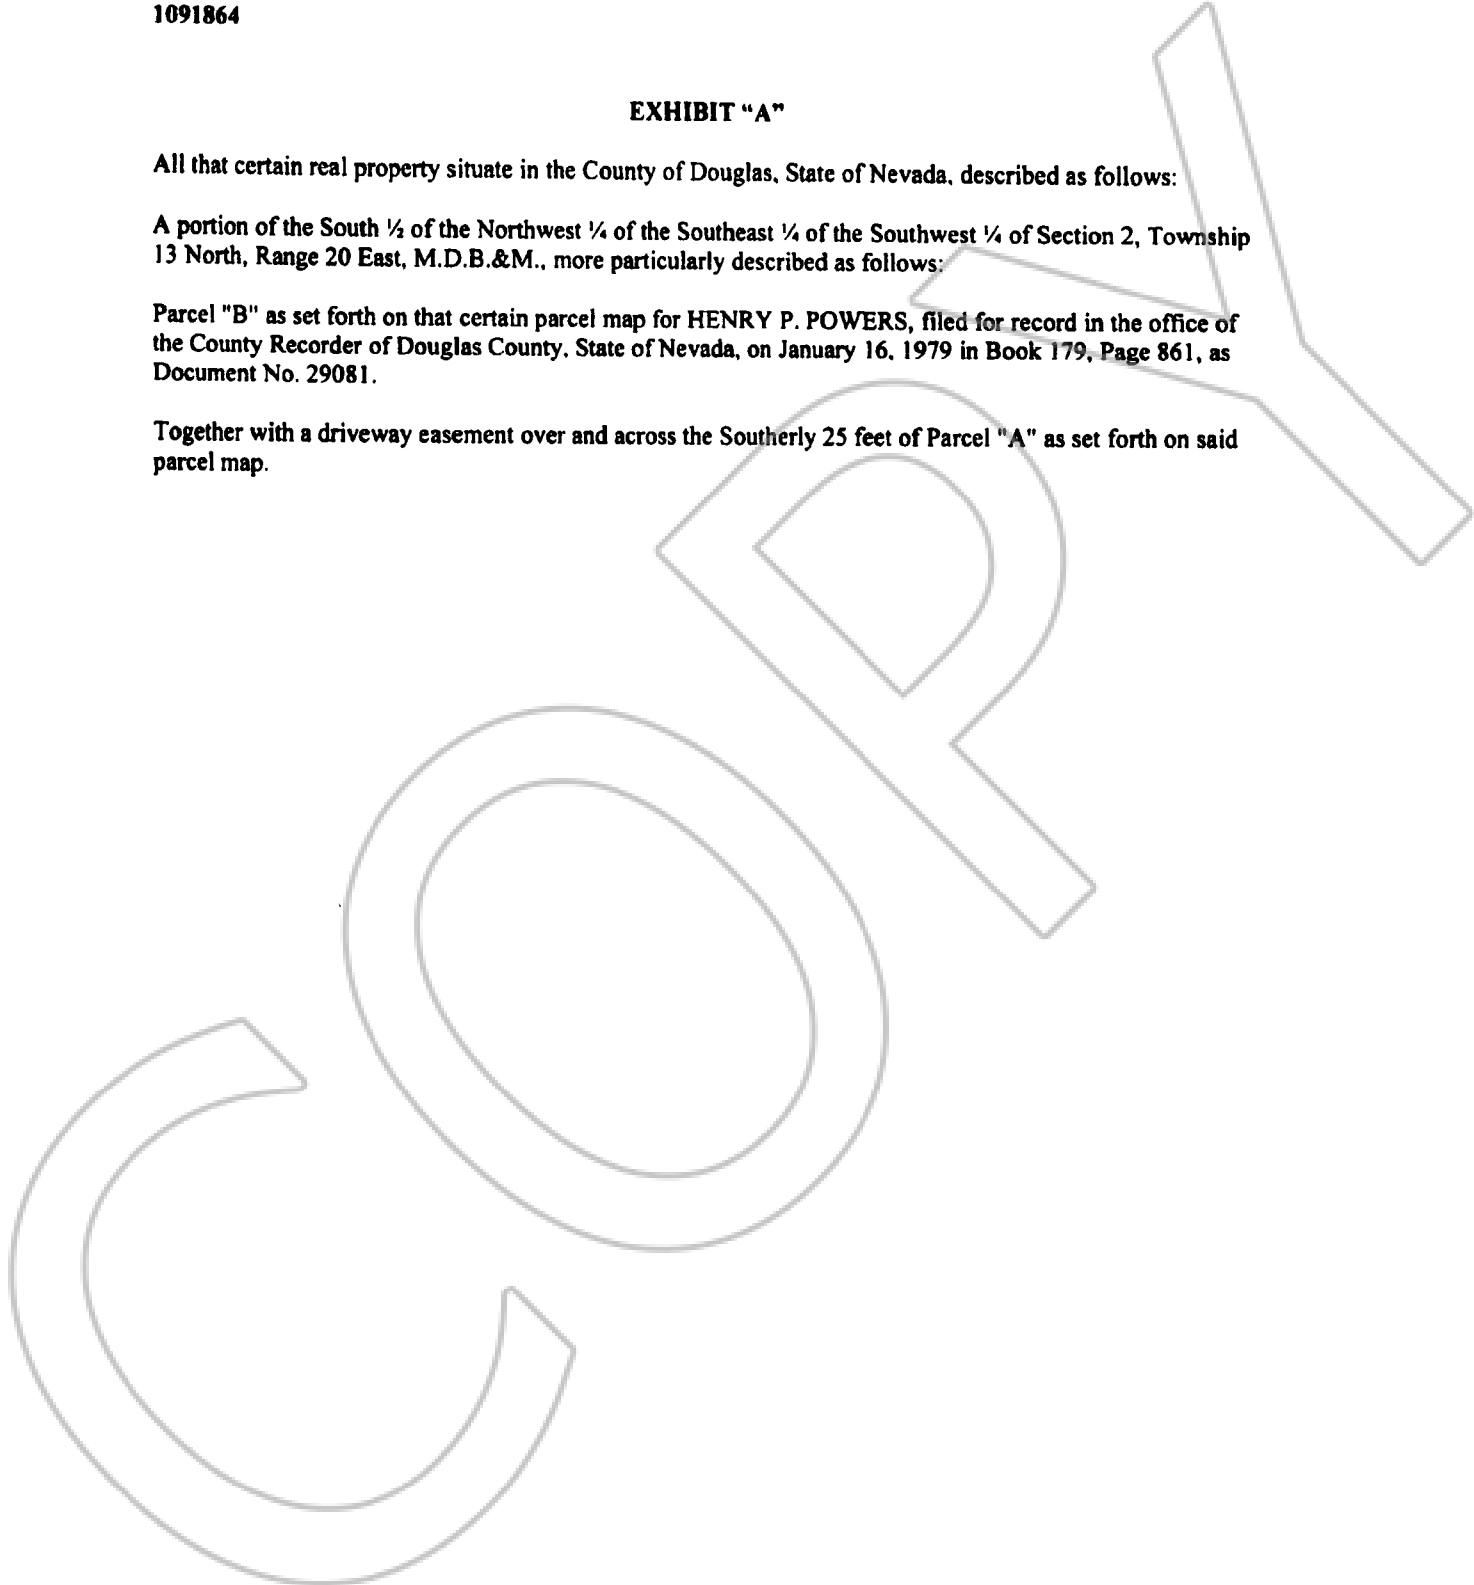 1091864
EXHIBIT “A”
All that certain real property situate in the County of Douglas, State of Nevada, described as follows:
A portion of the South ½ of the Northwest ¼ of the Southeast ¼ of the Southwest ¼ of Section 2, Township
13 North, Range 20 East, M.D.B.&M., more particularly described as follows:
Parcel "B" as set forth on that certain parcel map for HENRY P. POWERS, filed for record in the office of
the County Recorder of Douglas County, State of Nevada, on January 16, 1979 in Book 179, Page 861, as
Document No. 29081.
Together with a driveway easement over and across the Southerly 25 feet of Parcel "A" as set forth on said
parcel map.
COPY